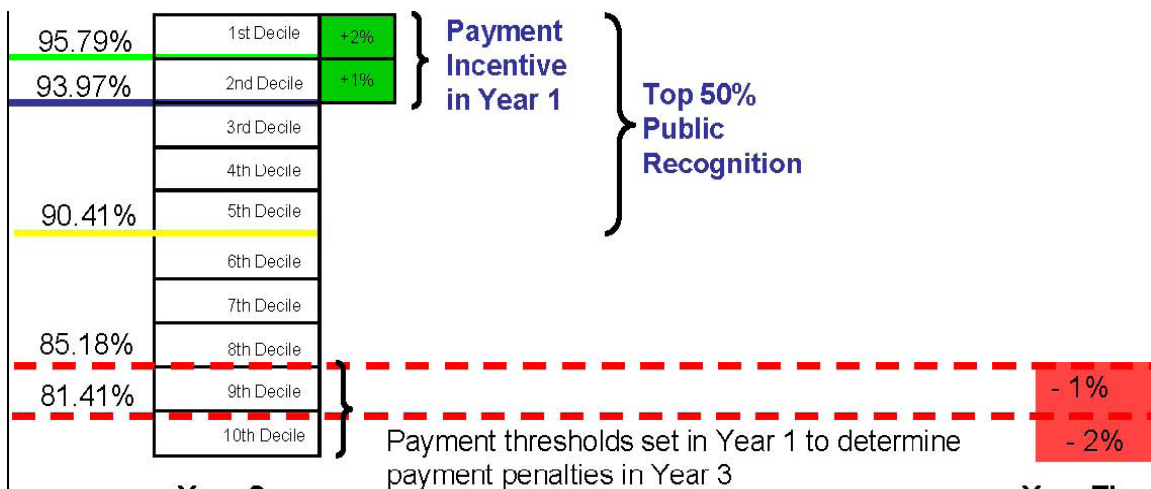 95.79%
1st Decile
+2%
Payment
Incentive
in Year 1
93.97%
2nd Decile
+1%
Top 50%
Public
Recognition
3rd Decile
4th Decile
90.41%
5th Decile
6th Decile
7th Decile
85.18%
8th Decile
81.41%
9th Decile
- 1%
10th Decile
- 2%
Payment thresholds set in Year 1 to determine
payment penalties in Year 3